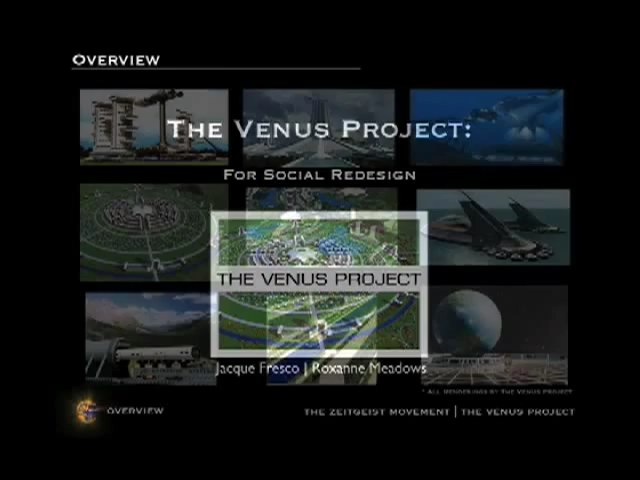 OVERVIEW
THE VENUS PROJECT:
FOR SOCIAL REDESIGN
THE VENUS PROJECT
Jacque Fresco | Roxanne Meadows
* ALL RENDERINGS BY THE VENUS PROJECT
OVERVIEW
THE ZEITGEIST MOVEMENT | THE VENUS PROJECT